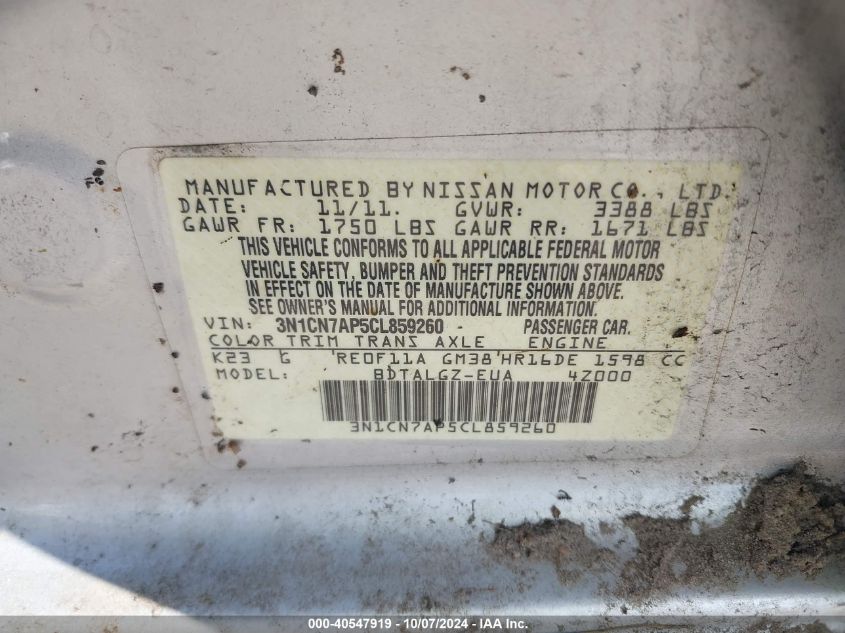 MANUFACTURED BY NISSAN MOTOR CO., LTD.
DATE: 11/11. GVWR: 3388 LBS
GAWR FR: 1750 LBS GAWR RR: 1671 LBS
THIS VEHICLE CONFORMS TO ALL APPLICABLE FEDERAL MOTOR
VEHICLE SAFETY, BUMPER AND THEFT PREVENTION STANDARDS
IN EFFECT ON THE DATE OF MANUFACTURE SHOWN ABOVE.
SEE OWNER'S MANUAL FOR ADDITIONAL INFORMATION.
VIN: 3N1CN7AP5CL859260 PASSENGER CAR.
COLOR TRIM TRANS AXLE ENGINE
K23 G RE0F11A GM38 HR16DE 1598 CC
MODEL: BDTALGZ-EUA 4Z000
3N1CN7AP5CL859260
000-40547919 - 10/07/2024 - IAA Inc.